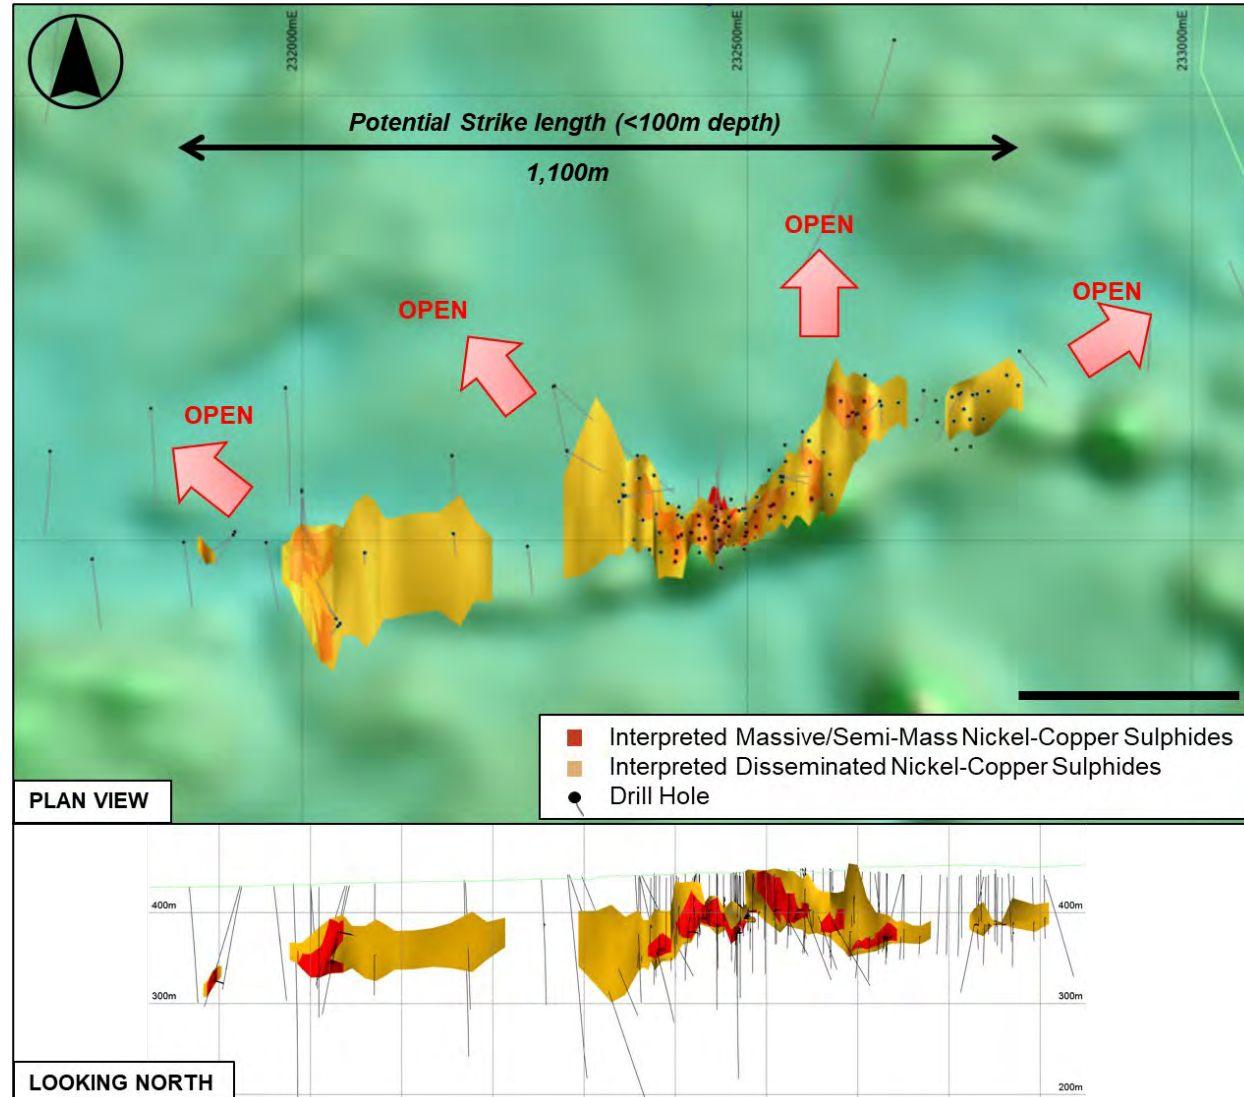 232000mE
232500mE
233000mE
Potential Strike length (<100m depth)
1,100m
OPEN
OPEN
OPEN
OPEN
Interpreted Massive/Semi-Mass Nickel-Copper Sulphides
Interpreted Disseminated Nickel-Copper Sulphides
Drill Hole
PLAN VIEW
400m
400m
300m
300m
200m
LOOKING NORTH